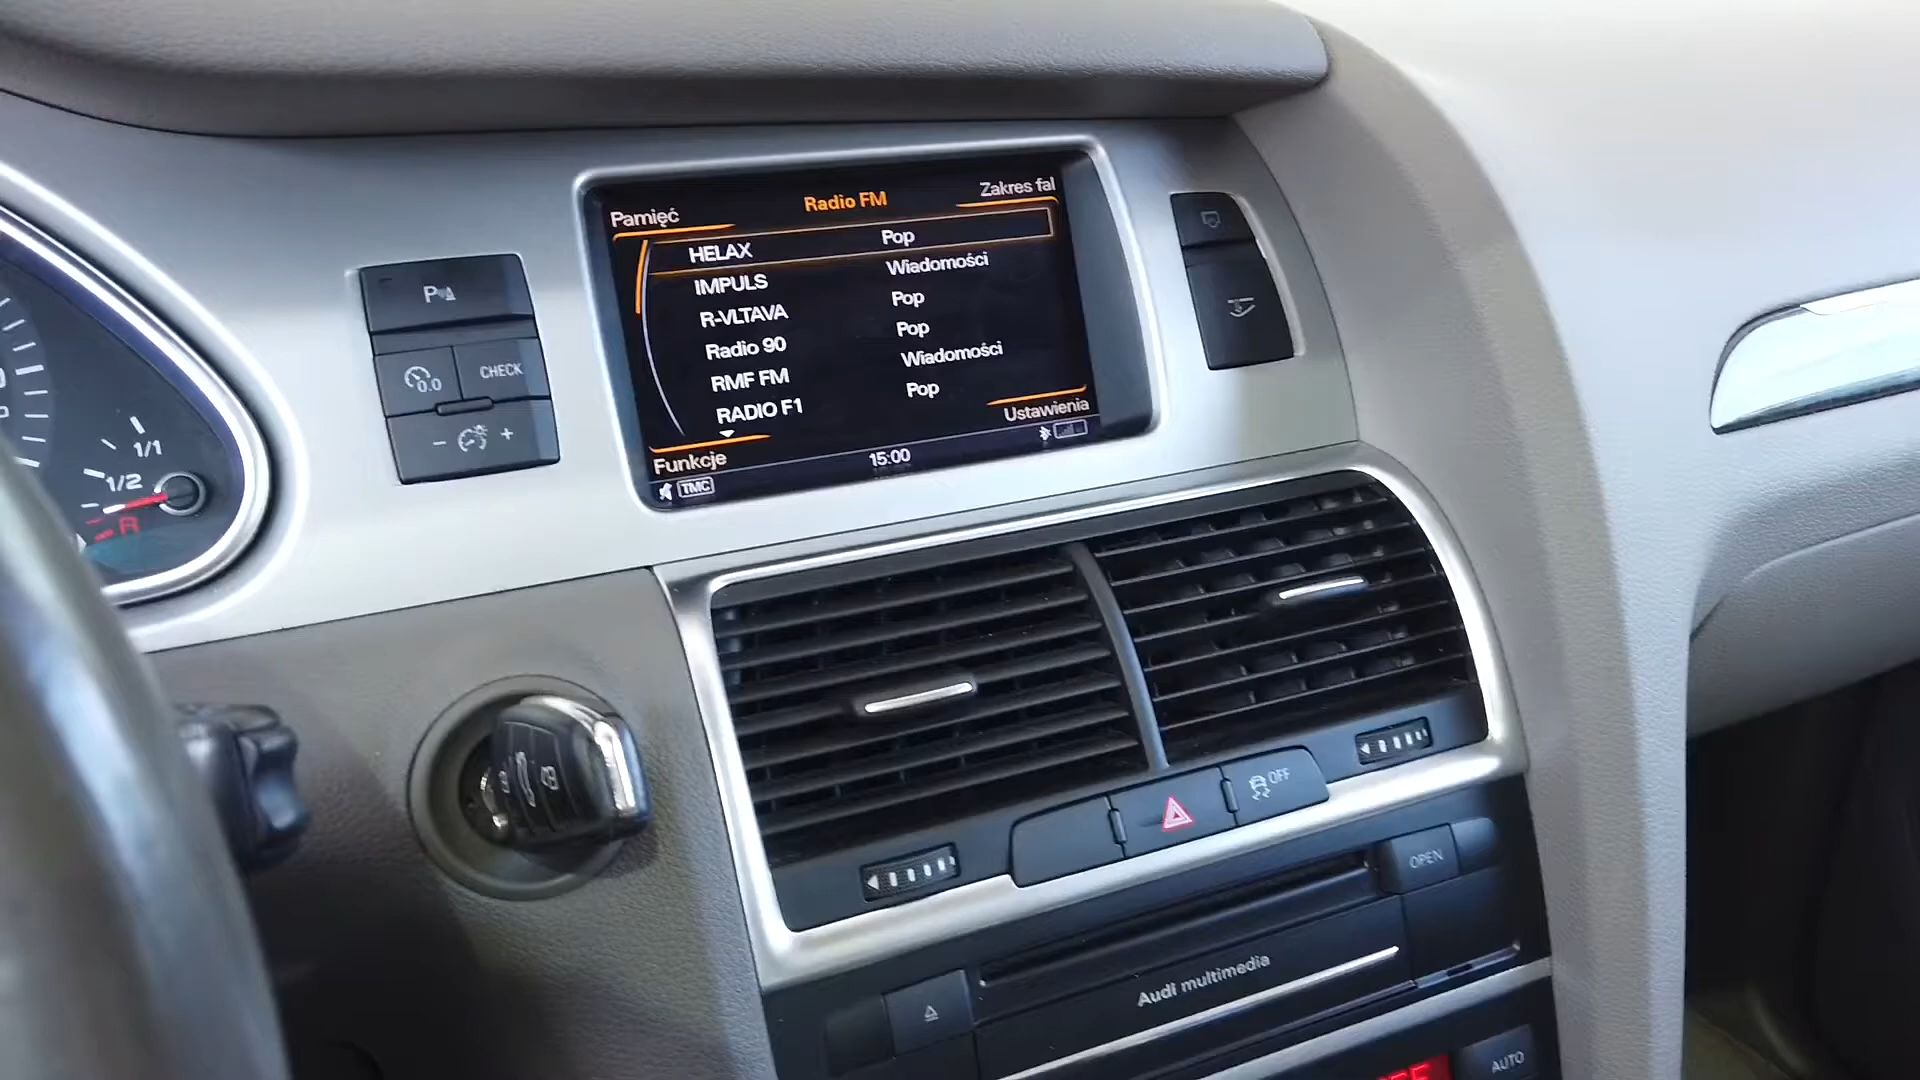 Pamięć
Radio FM
Zakres fal
HELAX Pop
IMPULS Wiadomości
R-VLTAVA Pop
Radio 90 Pop
RMF FM Wiadomości
RADIO F1 Pop
Funkcje
Ustawienia
TMC
15:00
P
0.0
CHECK
- +
1/1
1/2
R
OFF
OPEN
Audi multimedia
AUTO